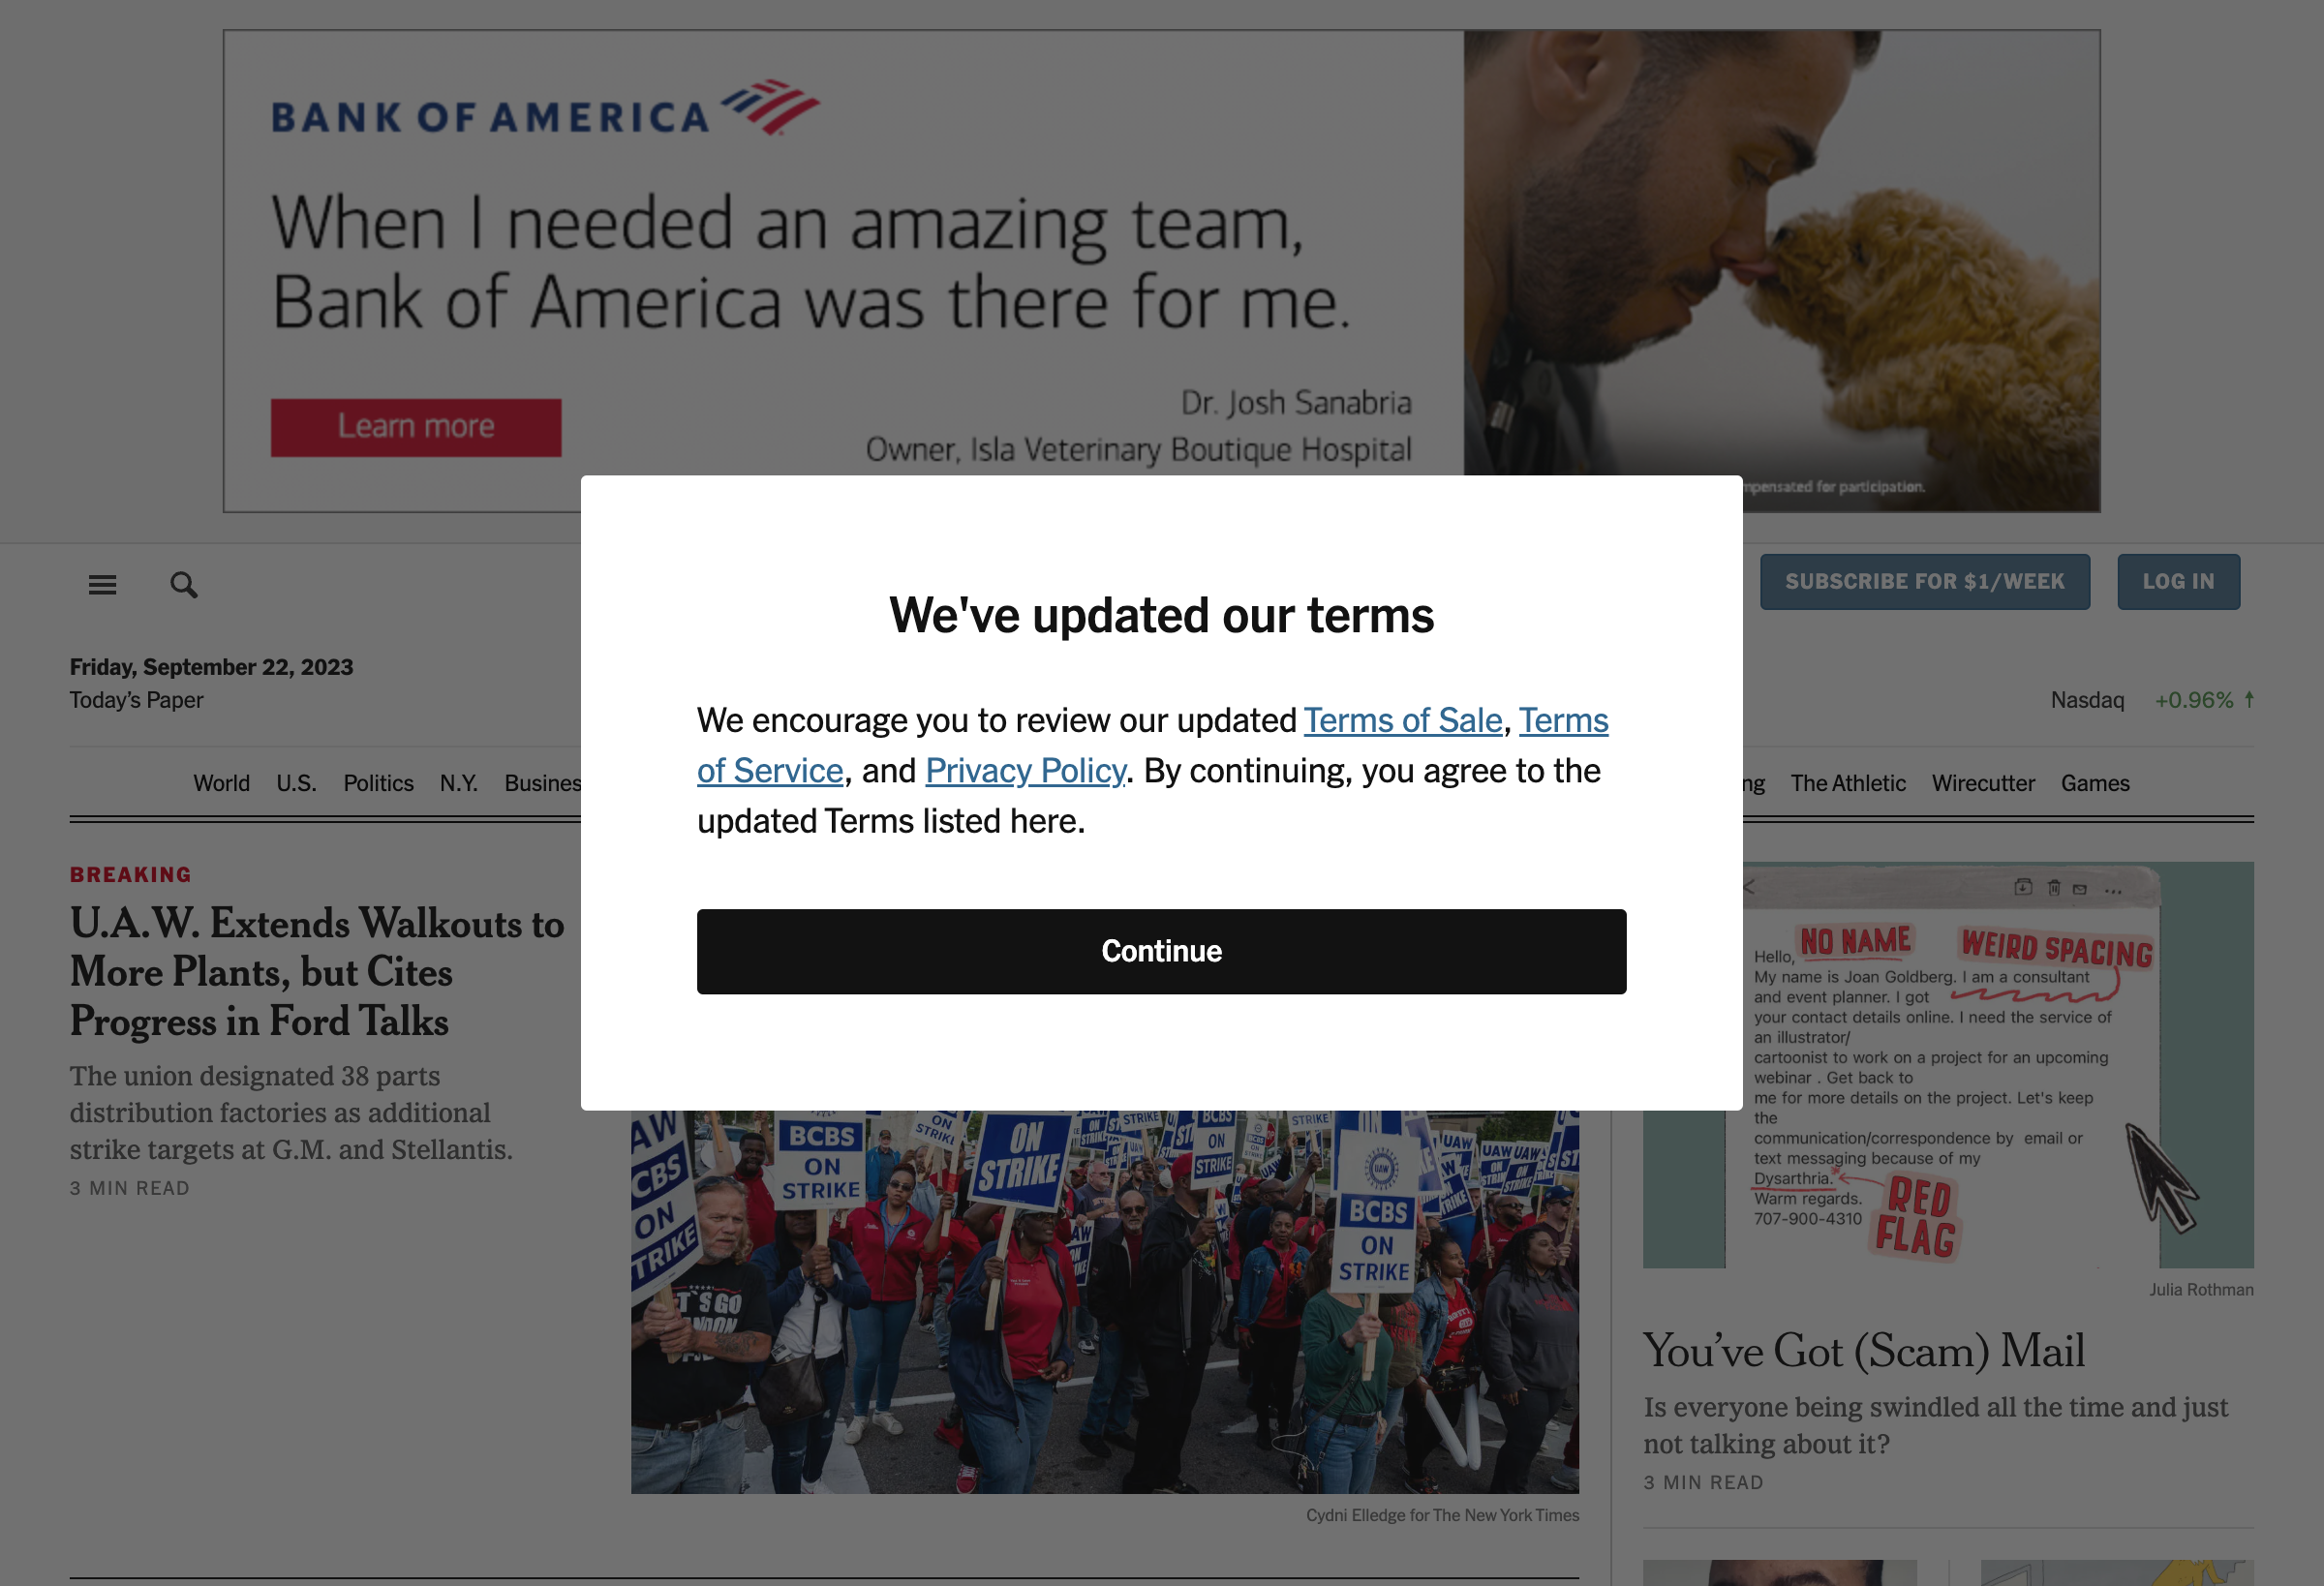 BANK OF AMERICA
When I needed an amazing team,
Bank of America was there for me.
Learn more
Dr. Josh Sanabria
Owner, Isla Veterinary Boutique Hospital
for participation.
SUBSCRIBE FOR $1/WEEK
LOG IN
We've updated our terms
We encourage you to review our updated Terms of Sale, Terms
of Service, and Privacy Policy. By continuing, you agree to the
updated Terms listed here.
Continue
Friday, September 22, 2023
Today's Paper
Nasdaq +0.96%
World U.S. Politics N.Y.
The Athletic Wirecutter Games
BREAKING
U.A.W. Extends Walkouts to
More Plants, but Cites
Progress in Ford Talks
The union designated 38 parts
distribution factories as additional
strike targets at G.M. and Stellantis.
3 MIN READ
BCBS
ON
STRIKE
ON
STRIKE
ON
STRIKE
BCBS
ON
STRIKE
STRIKE
STRIKE
UAW
BCBS
ON
STRIKE
CBS
ON
Cydni Elledge for The New York Times
NO NAME
WEIRD SPACING
Hello,
My name is Joan Goldberg. I am a consultant
and event planner. I got
your contact details online. I need the service of
an illustrator/
cartoonist to work on a project for an upcoming
webinar . Get back to
me for more details on the project. Let's keep
the
communication/correspondence by email or
text messaging because of my
Dysarthria.
Warm regards.
707-900-4310
RED
FLAG
Julia Rothman
You've Got (Scam) Mail
Is everyone being swindled all the time and just
not talking about it?
3 MIN READ